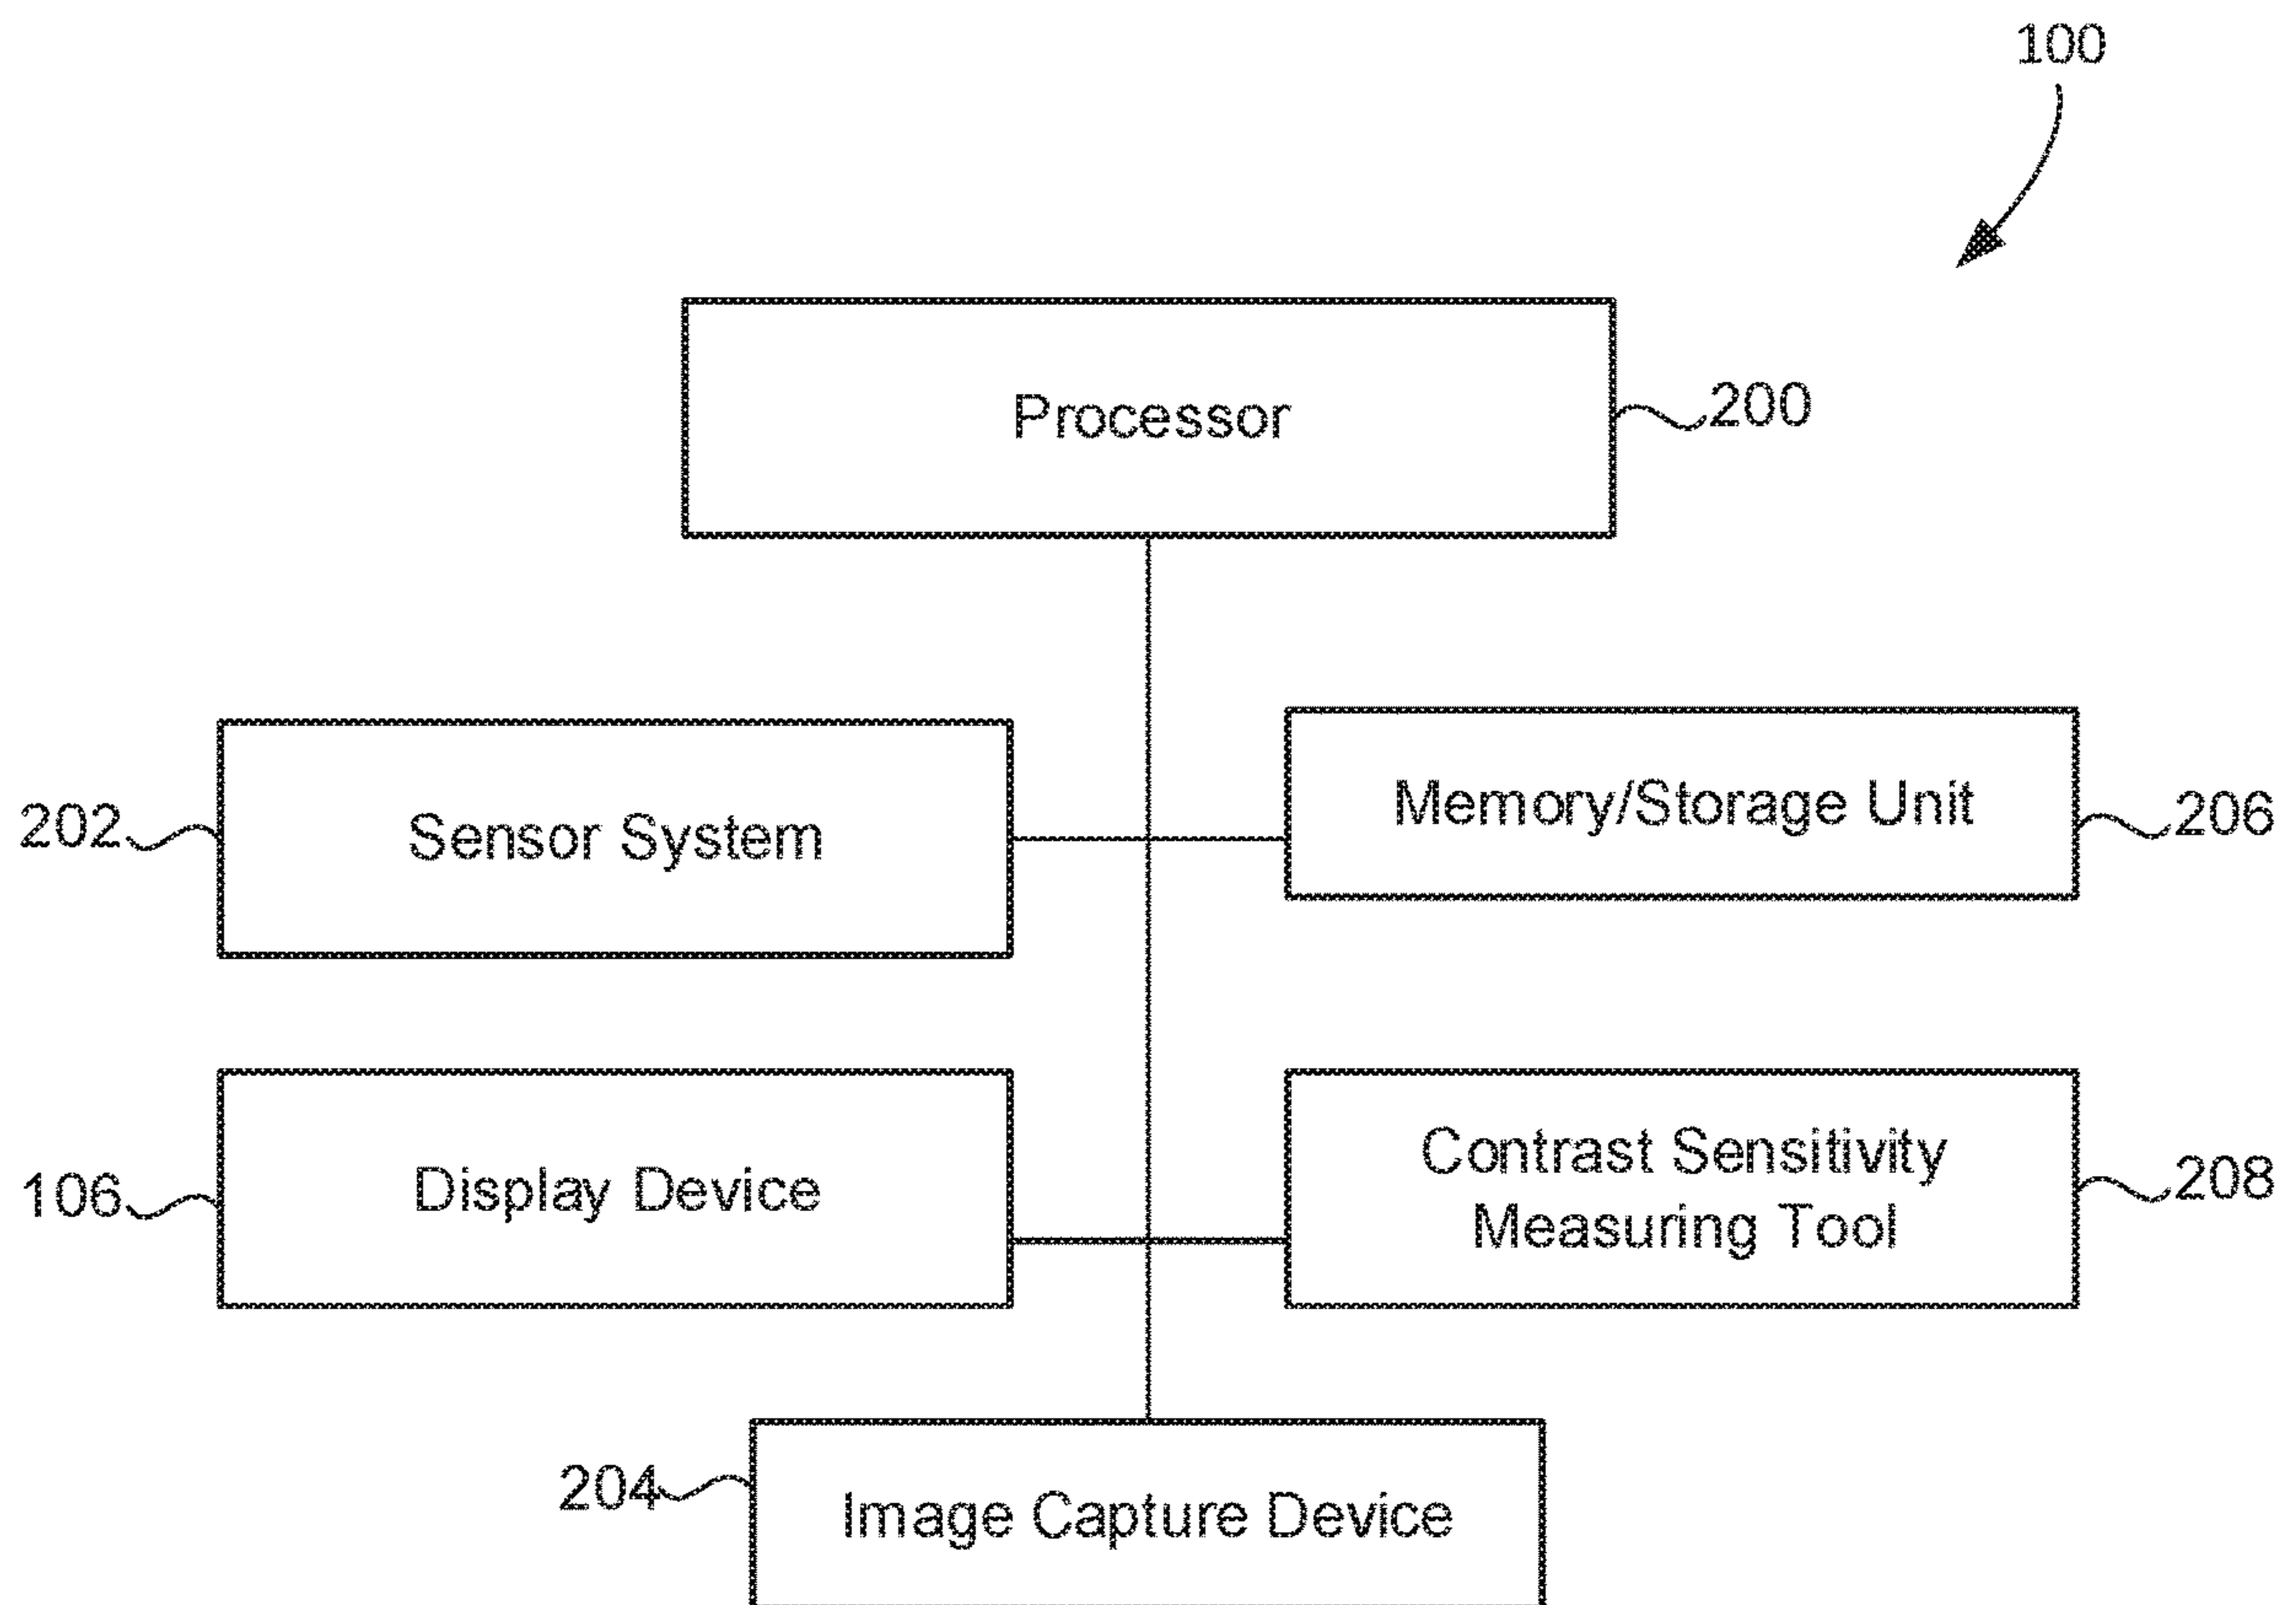 100
Processor
200
202
Sensor System
Memory/Storage Unit
206
106
Display Device
Contrast Sensitivity
Measuring Tool
208
204
Image Capture Device